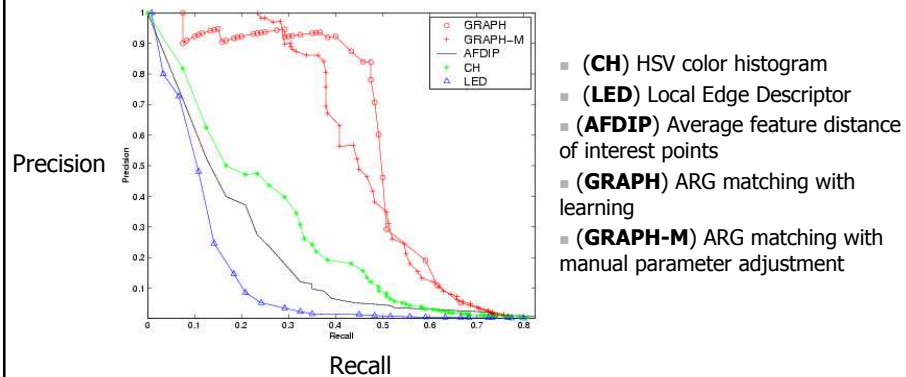 Precision
Precision
1
0.9
0.8
0.7
0.6
0.5
0.4
0.3
0.2
0.1
GRAPH
GRAPH-M
AFDIP
CH
LED
0 0.1 0.2 0.3 0.4 0.5 0.6 0.7 0.8
Recall
Recall
(CH) HSV color histogram
(LED) Local Edge Descriptor
(AFDIP) Average feature distance
of interest points
(GRAPH) ARG matching with
learning
(GRAPH-M) ARG matching with
manual parameter adjustment